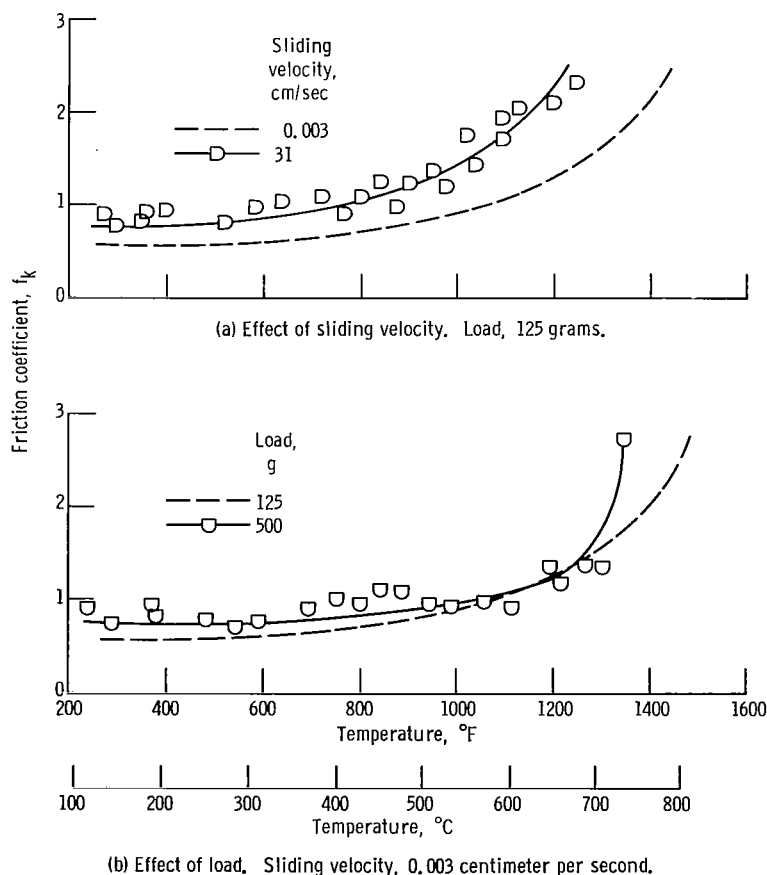 3
Sliding
velocity,
cm/sec
0.003
31
2
1
0
(a) Effect of sliding velocity. Load, 125 grams.
Friction coefficient, fk
3
Load,
g
125
500
2
1
0
200 400 600 800 1000 1200 1400 1600
Temperature, °F
100 200 300 400 500 600 700 800
Temperature, °C
(b) Effect of load. Sliding velocity, 0.003 centimeter per second.